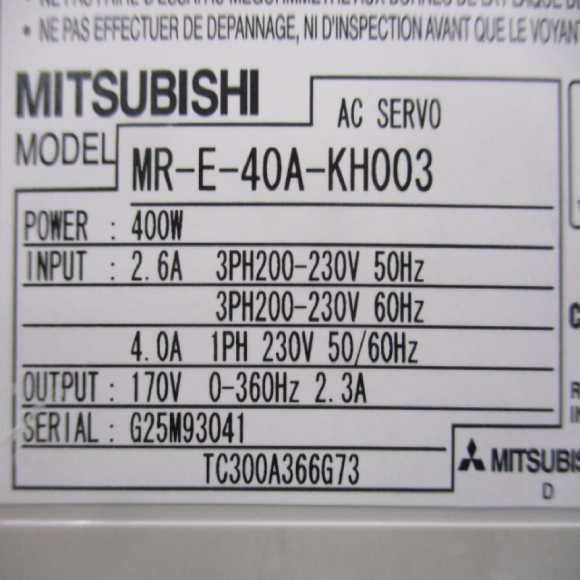 • NE PAS EFFECTUER DE DEPANNAGE, NI D'INSPECTION AVANT QUE LE VOYANT
MITSUBISHI
AC SERVO
MODEL
MR-E-40A-KH003
POWER : 400W
INPUT : 2.6A 3PH200-230V 50Hz
3PH200-230V 60Hz
4.0A 1PH 230V 50/60Hz
OUTPUT : 170V 0-360Hz 2.3A
SERIAL : G25M93041
TC300A366G73
MITSUBIS
D